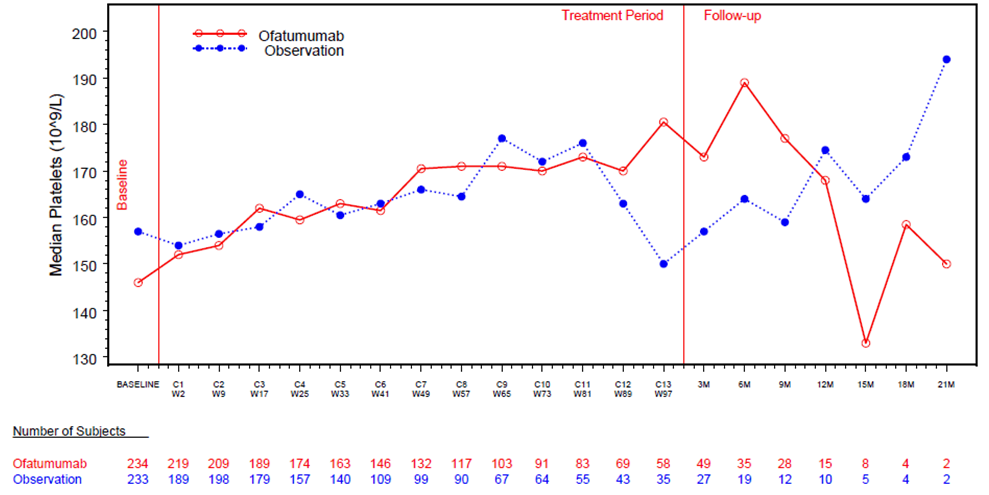 Treatment Period Follow-up
200
190
180
170
160
150
140
130
Median Platelets (10^9/L)
Ofatumumab
Observation
Baseline
BASELINE C1 C2 C3 C4 C5 C6 C7 C8 C9 C10 C11 C12 C13 3M 6M 9M 12M 15M 18M 21M
W2 W9 W17 W25 W33 W41 W49 W57 W65 W73 W81 W89 W97
Number of Subjects
Ofatumumab 234 219 209 189 174 163 146 132 117 103 91 83 69 58 49 35 28 15 8 4 2
Observation 233 189 198 179 157 140 109 99 90 67 64 55 43 35 27 19 12 10 5 4 2